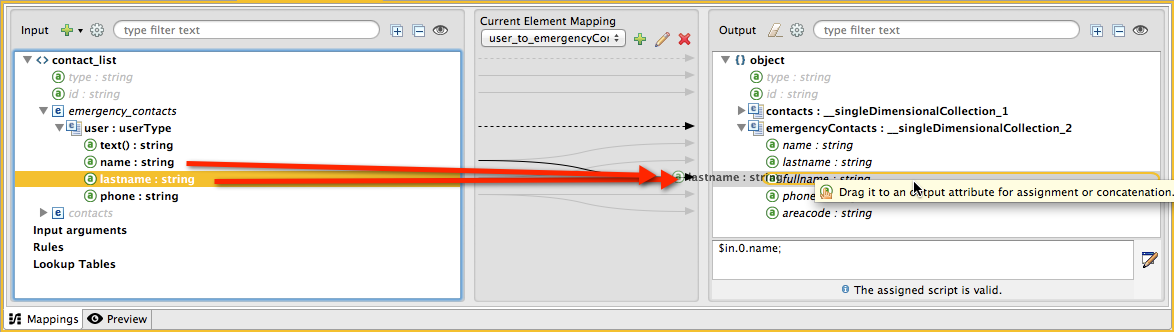 Input type filter text
contact_list
type : string
id : string
emergency_contacts
user : userType
text() : string
name : string
lastname : string
phone : string
contacts
Input arguments
Rules
Lookup Tables
Current Element Mapping
user_to_emergencyCo
lastname : string
Output type filter text
object
type : string
id : string
contacts : __singleDimensionalCollection_1
emergencyContacts : __singleDimensionalCollection_2
name : string
lastname : string
fullname : string
Drag it to an output attribute for assignment or concatenation.
phone
areacode : string
$in.0.name;
The assigned script is valid.
Mappings Preview